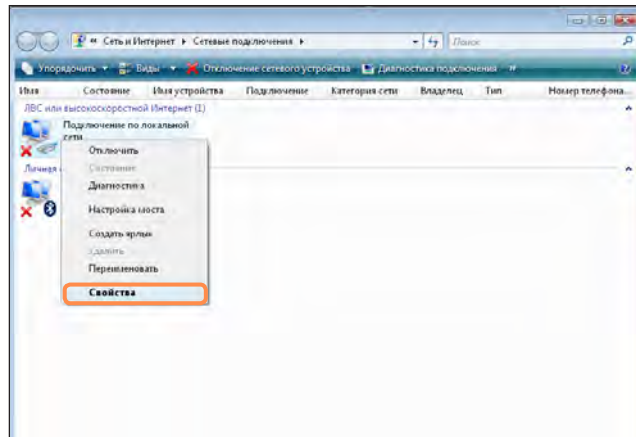 « Сеть и Интернет ▸ Сетевые подключения ▸ Поиск
Упорядочить Виды Отключение сетевого устройства Диагностика подключения »
Имя Состояние Имя устройства Подключение Категория сети Владелец Тип Номер телефона...
ЛВС или высокоскоростной Интернет (1)
Подключение по локальной
сети
Отключить
Состояние
Личная
Диагностика
Настройка моста
Создать ярлык
Удалить
Переименовать
Свойства